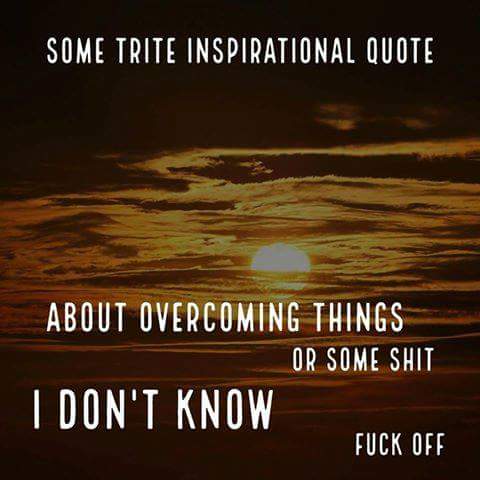 SOME TRITE INSPIRATIONAL QUOTE
ABOUT OVERCOMING THINGS
OR SOME SHIT
I DON'T KNOW
FUCK OFF